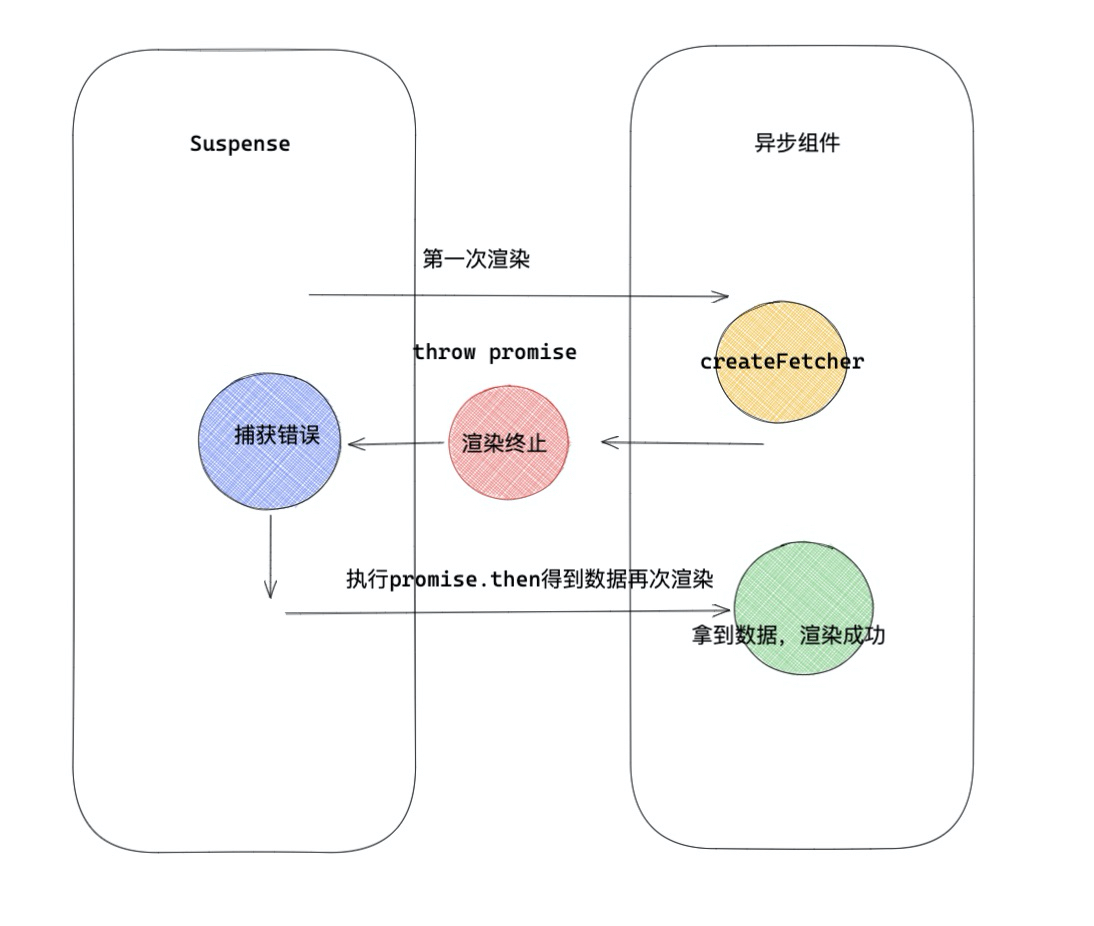 Suspense
异步组件
第一次渲染
throw promise
createFetcher
捕获错误
渲染终止
执行promise.then得到数据再次渲染
拿到数据，渲染成功